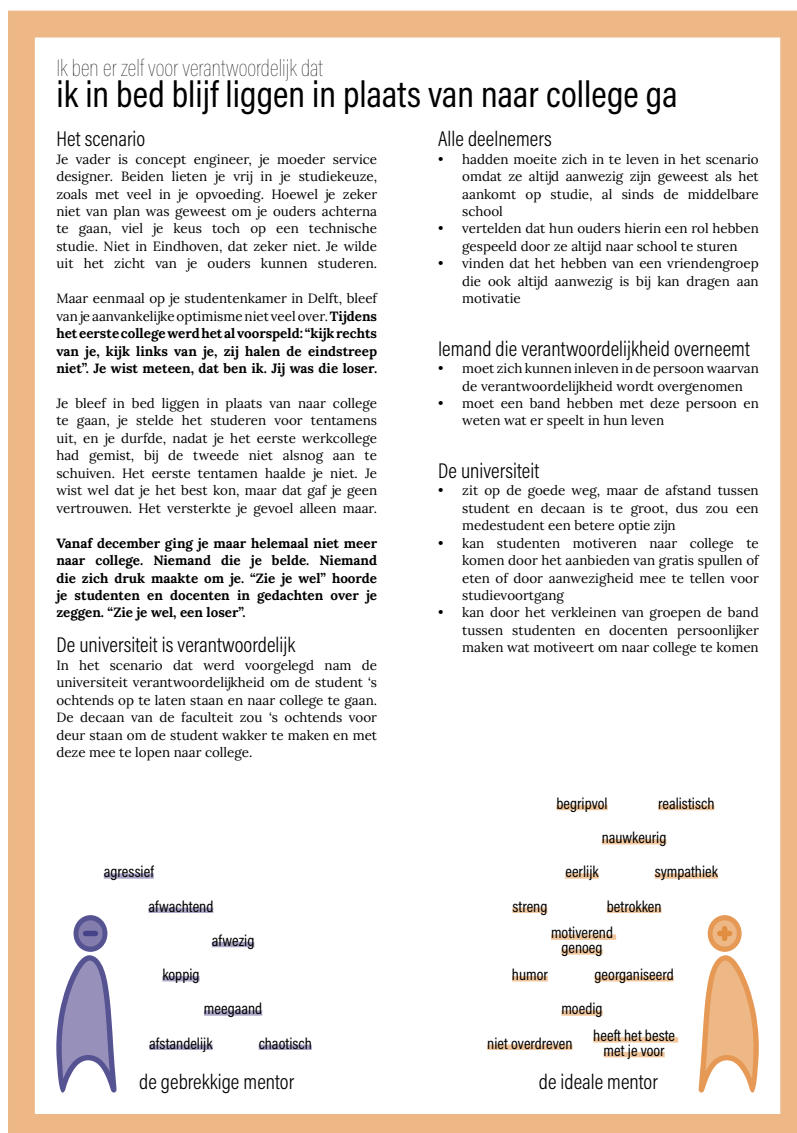 Ik ben er zelf voor verantwoordelijk dat
ik in bed blijf liggen in plaats van naar college ga
Het scenario
Je vader is concept engineer, je moeder service
designer. Beiden lieten je vrij in je studiekeuze,
zoals met veel in je opvoeding. Hoewel je zeker
niet van plan was geweest om je ouders achterna
te gaan, viel je keus toch op een technische
studie. Niet in Eindhoven, dat zeker niet. Je wilde
uit het zicht van je ouders kunnen studeren.
Maar eenmaal op je studentenkamer in Delft, bleef
van je aanvankelijke optimisme niet veel over. Tijdens
het eerste college werd het al voorspeld: “kijk rechts
van je, kijk links van je, zij halen de eindstreep
niet”. Je wist meteen, dat ben ik. Jij was die loser.
Je bleef in bed liggen in plaats van naar college
te gaan, je stelde het studeren voor tentamens
uit, en je durfde, nadat je het eerste werkcollege
had gemist, bij de tweede niet alsnog aan te
schuiven. Het eerste tentamen haalde je niet. Je
wist wel dat je het best kon, maar dat gaf je geen
vertrouwen. Het versterkte je gevoel alleen maar.
Vanaf december ging je maar helemaal niet meer
naar college. Niemand die je belde. Niemand
die zich druk maakte om je. “Zie je wel” hoorde
je studenten en docenten in gedachten over je
zeggen. “Zie je wel, een loser”.
De universiteit is verantwoordelijk
In het scenario dat werd voorgelegd nam de
universiteit verantwoordelijkheid om de student ‘s
ochtends op te laten staan en naar college te gaan.
De decaan van de faculteit zou ‘s ochtends voor
deur staan om de student wakker te maken en met
deze mee te lopen naar college.
Alle deelnemers
• hadden moeite zich in te leven in het scenario
omdat ze altijd aanwezig zijn geweest als het
aankomt op studie, al sinds de middelbare
school
• vertelden dat hun ouders hierin een rol hebben
gespeeld door ze altijd naar school te sturen
• vinden dat het hebben van een vriendengroep
die ook altijd aanwezig is bij kan dragen aan
motivatie
Iemand die verantwoordelijkheid overneemt
• moet zich kunnen inleven in de persoon waarvan
de verantwoordelijkheid wordt overgenomen
• moet een band hebben met deze persoon en
weten wat er speelt in hun leven
De universiteit
• zit op de goede weg, maar de afstand tussen
student en decaan is te groot, dus zou een
medestudent een betere optie zijn
• kan studenten motiveren naar college te
komen door het aanbieden van gratis spullen of
eten of door aanwezigheid mee te tellen voor
studievoortgang
• kan door het verkleinen van groepen de band
tussen studenten en docenten persoonlijker
maken wat motiveert om naar college te komen
agressief
afwachtend
afwezig
koppig
meegaand
afstandelijk chaotisch
de gebrekkige mentor
begripvol realistisch
nauwkeurig
eerlijk sympathiek
streng betrokken
motiverend
genoeg
humor georganiseerd
moedig
niet overdreven heeft het beste
met je voor
de ideale mentor